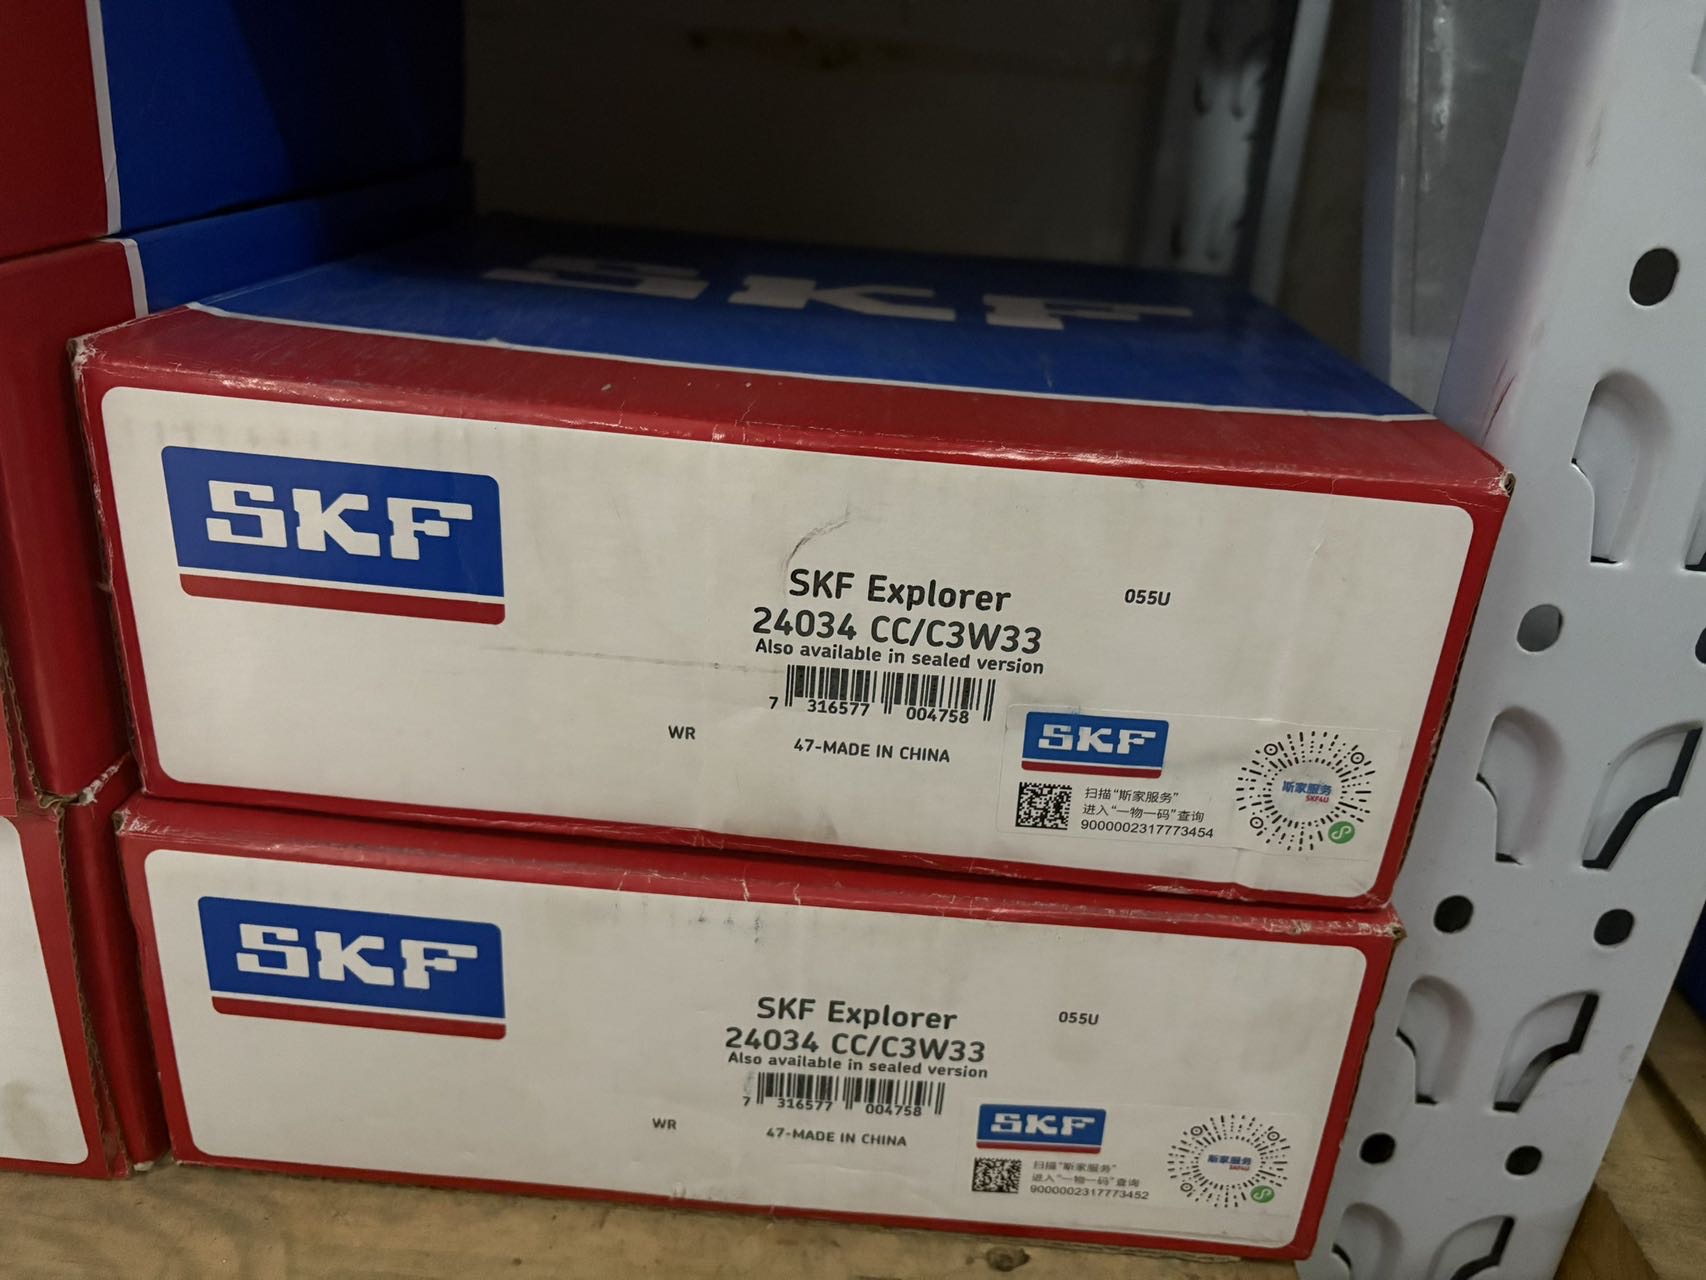 SKF
SKF
SKF Explorer
055U
24034 CC/C3W33
Also available in sealed version
7 316577 004758
WR
47-MADE IN CHINA
SKF
扫描“斯家服务”
进入“一物一码”查询
9000002317773454
斯家服务
SKF4U
SKF
SKF Explorer
055U
24034 CC/C3W33
Also available in sealed version
7 316577 004758
WR
47-MADE IN CHINA
SKF
扫描“斯家服务”
进入“一物一码”查询
9000002317773452
斯家服务
SKF4U